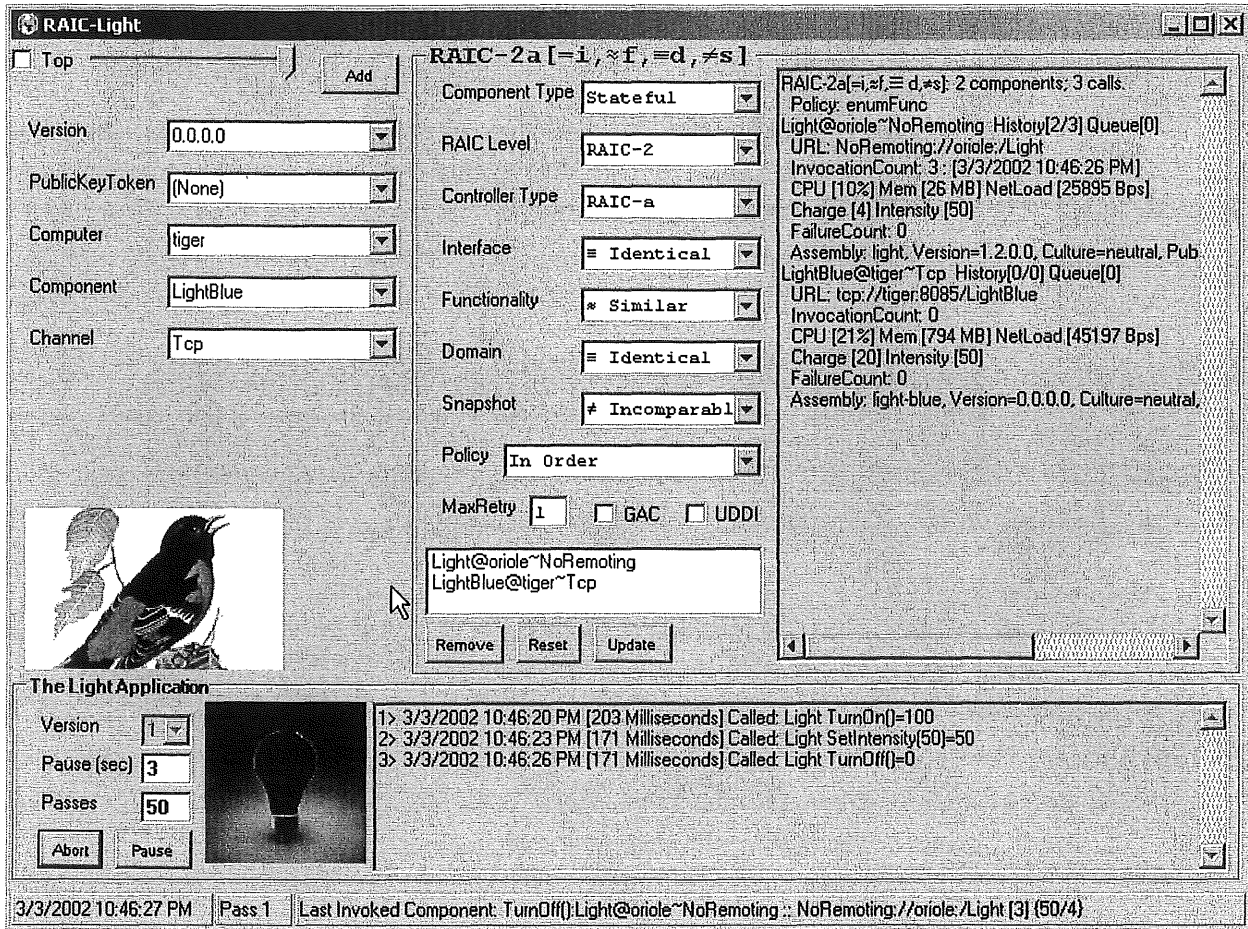 RAIC-Light
Top
Add
Version 0.0.0.0
PublicKeyToken (None)
Computer tiger
Component LightBlue
Channel Tcp
RAIC-2a[=i,≈f,=d,≠s]
Component Type Stateful
RAIC Level RAIC-2
Controller Type RAIC-a
Interface ≡ Identical
Functionality ≈ Similar
Domain ≡ Identical
Snapshot ≠ Incomparabl
Policy In Order
MaxRetry 1 GAC UDDI
Light@oriole~NoRemoting
LightBlue@tiger~Tcp
Remove Reset Update
RAIC-2a[=i,≈f,≡ d,≠s]: 2 components; 3 calls.
Policy: enumFunc
Light@oriole~NoRemoting History[2/3] Queue[0]
URL: NoRemoting://oriole:/Light
InvocationCount: 3 : [3/3/2002 10:46:26 PM]
CPU [10%] Mem [26 MB] NetLoad [25895 Bps]
Charge [4] Intensity [50]
FailureCount: 0
Assembly: light, Version=1.2.0.0, Culture=neutral, Pub
LightBlue@tiger~Tcp History[0/0] Queue[0]
URL: tcp://tiger:8085/LightBlue
InvocationCount: 0
CPU [21%] Mem [794 MB] NetLoad [45197 Bps]
Charge [20] Intensity [50]
FailureCount: 0
Assembly: light-blue, Version=0.0.0.0, Culture=neutral,
The Light Application
Version 1
Pause (sec) 3
Passes 50
Abort Pause
1> 3/3/2002 10:46:20 PM [203 Milliseconds] Called: Light TurnOn()=100
2> 3/3/2002 10:46:23 PM [171 Milliseconds] Called: Light SetIntensity(50)=50
3> 3/3/2002 10:46:26 PM [171 Milliseconds] Called: Light TurnOff()=0
3/3/2002 10:46:27 PM Pass 1 Last Invoked Component: TurnOff():Light@oriole~NoRemoting :: NoRemoting://oriole:/Light [3] {50/4}